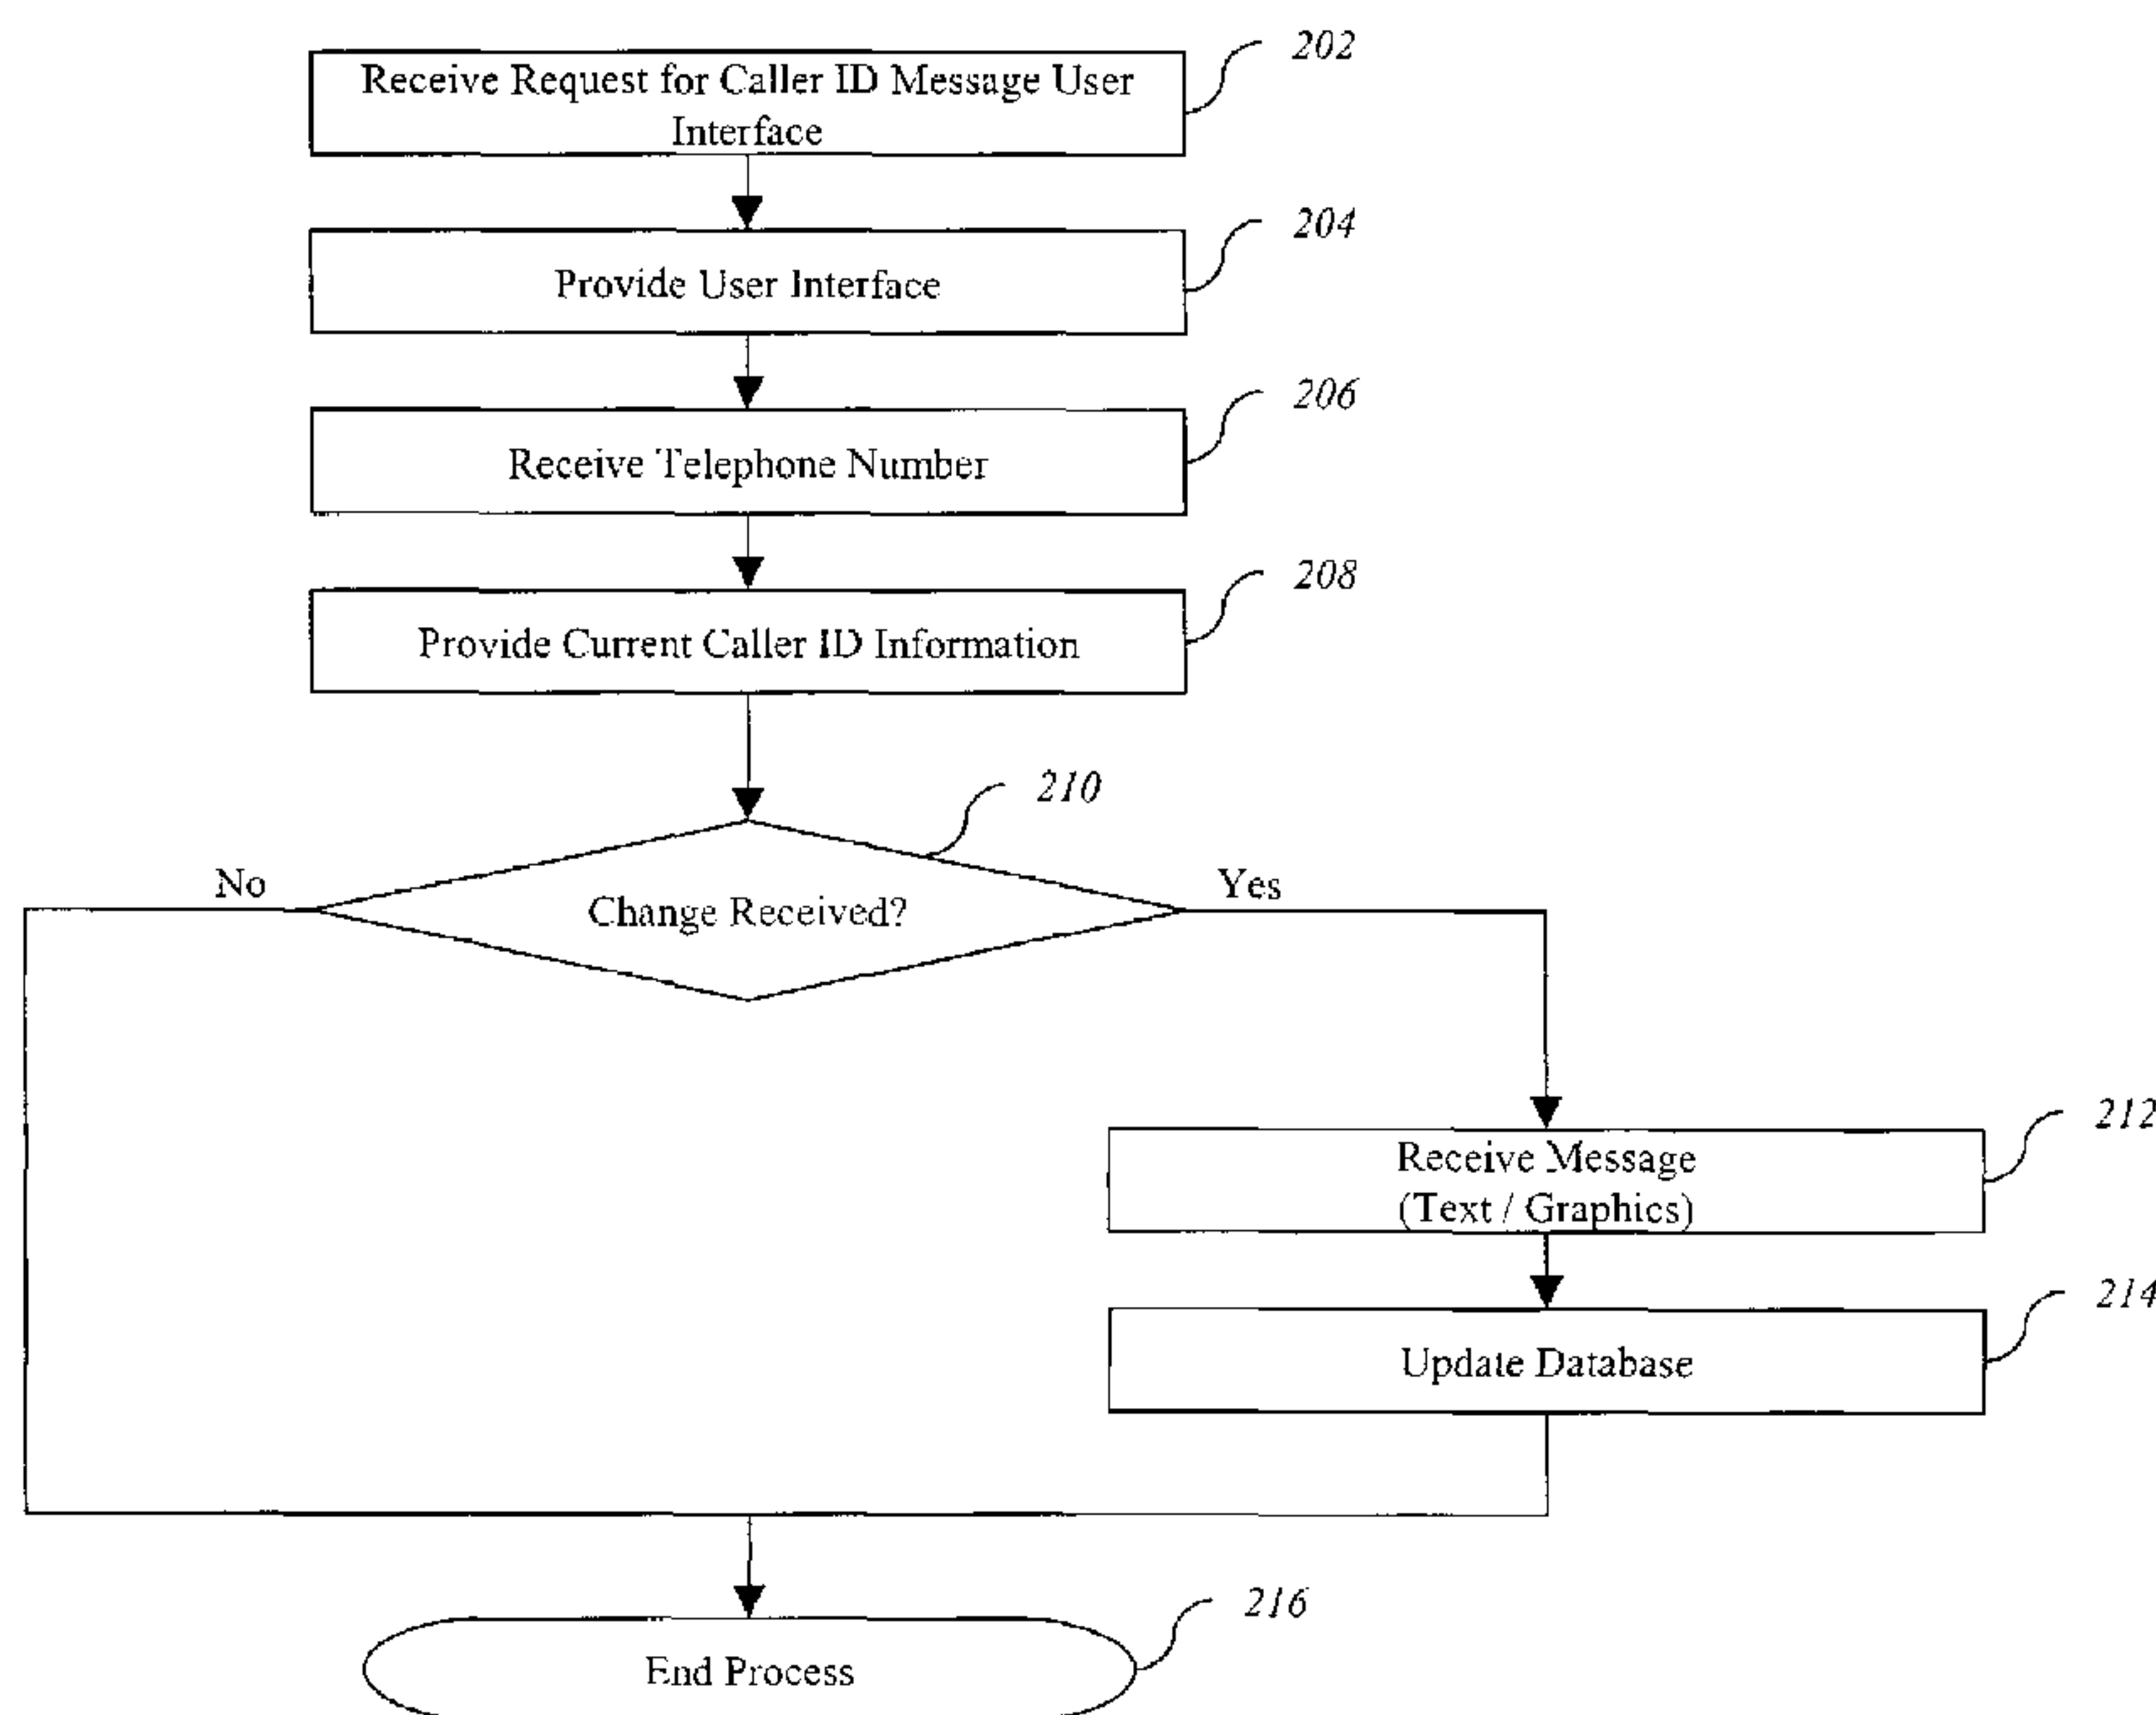 202
Receive Request for Caller ID Message User
Interface
204
Provide User Interface
206
Receive Telephone Number
208
Provide Current Caller ID Information
210
No
Yes
Change Received?
212
Receive Message
(Text / Graphics)
214
Update Database
216
End Process